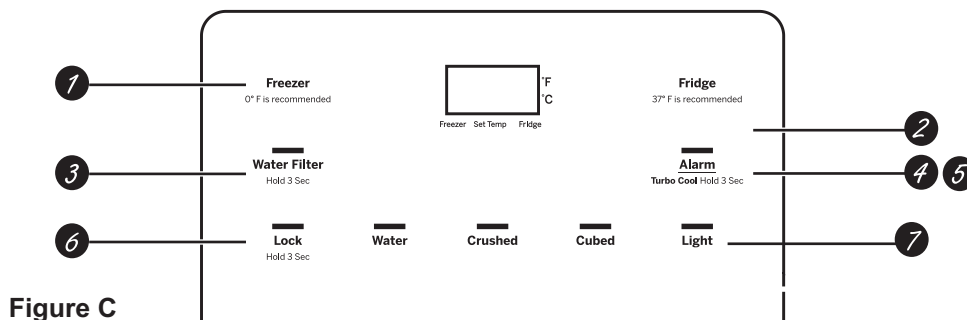 1
Freezer
0° F is recommended
°F
°C
Freezer Set Temp Fridge
Fridge
37° F is recommended
2
3
Water Filter
Hold 3 Sec
Alarm
Turbo Cool Hold 3 Sec
4 5
6
Lock
Hold 3 Sec
Water
Crushed
Cubed
Light
7
Figure C